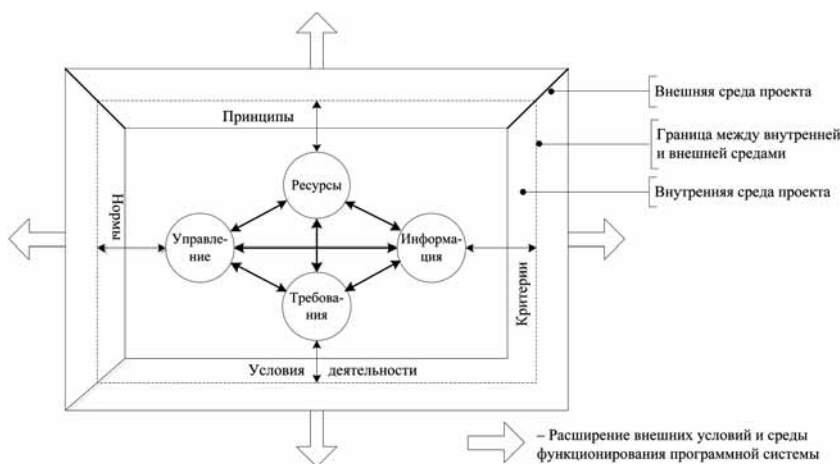 Внешняя среда проекта
Принципы
Граница между внутренней
и внешней средами
Ресурсы
Внутренняя среда проекта
Нормы
Управле-
ние
Информа-
ция
Требова-
ния
Критерии
Условия деятельности
– Расширение внешних условий и среды
функционирования программной системы